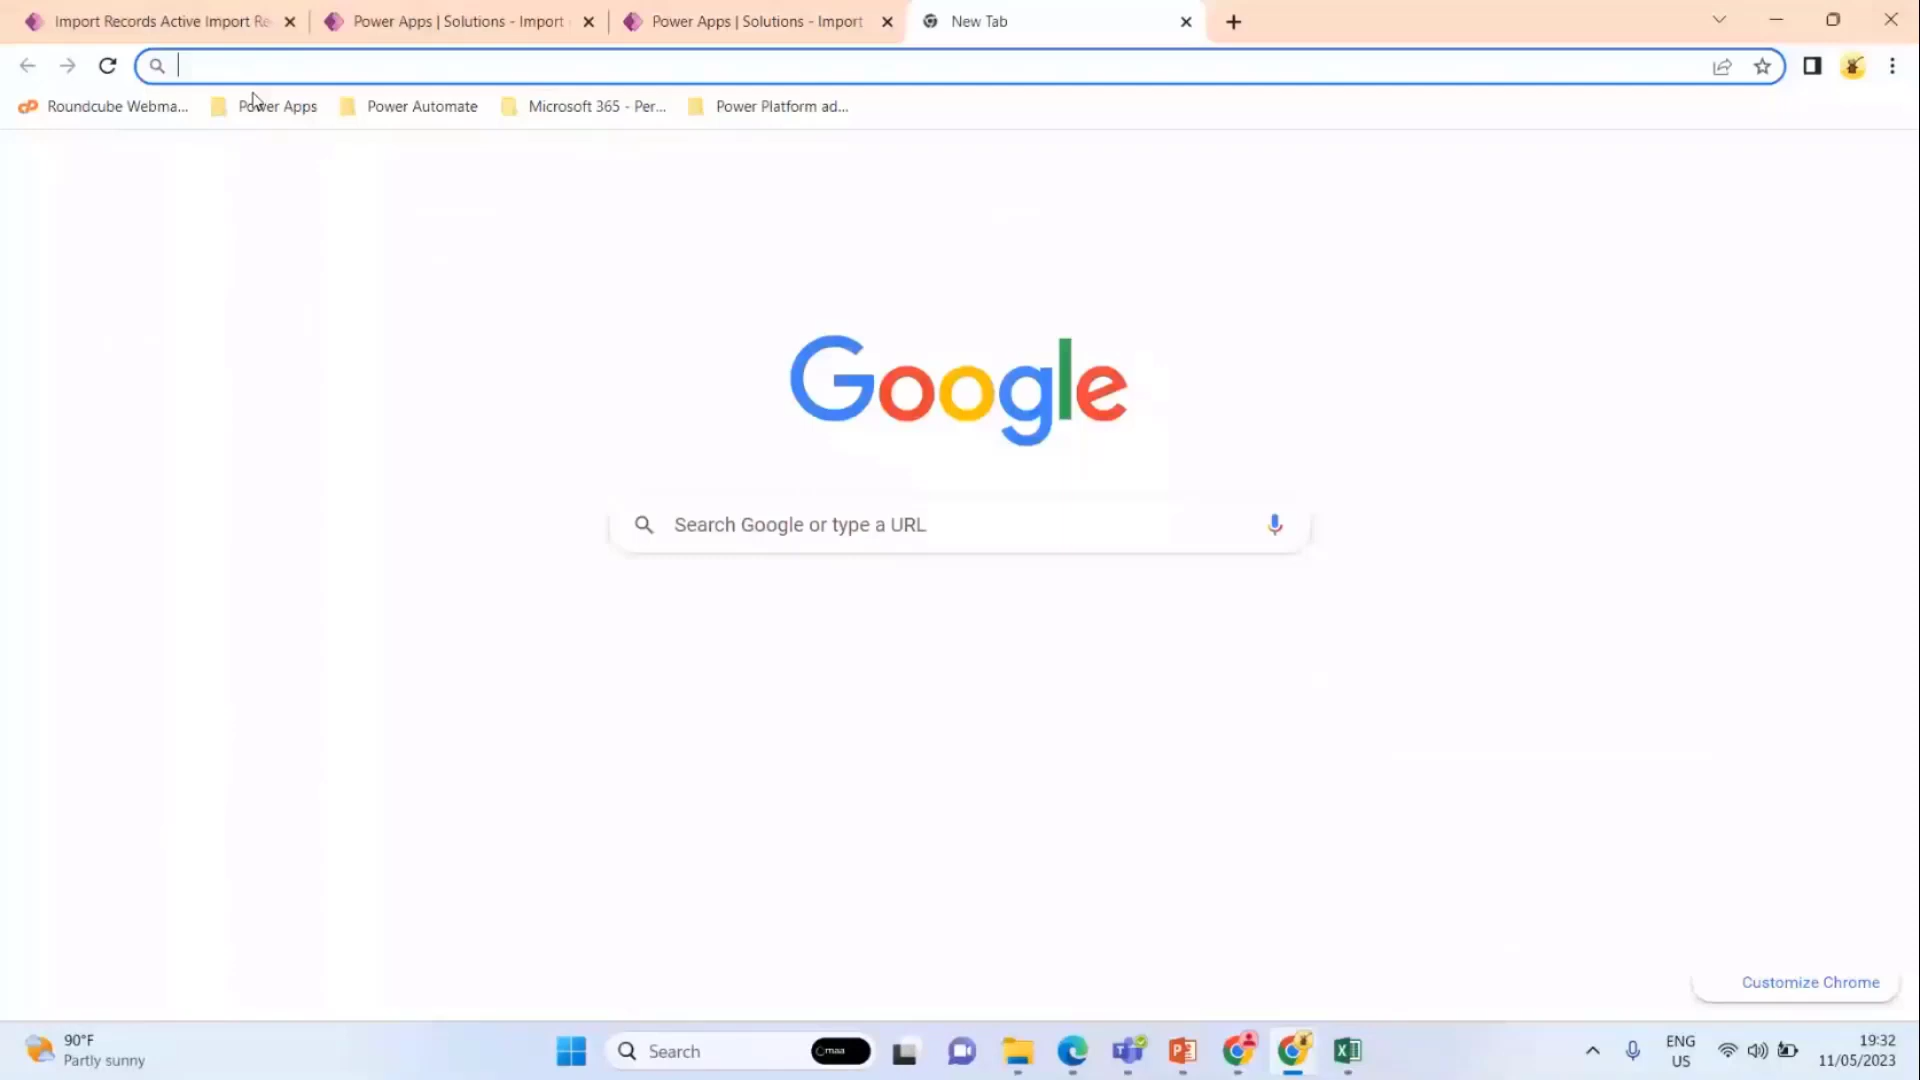 Import Records Active Import Re
Power Apps | Solutions - Import
Power Apps | Solutions - Import
New Tab
Roundcube Webma...
Power Apps
Power Automate
Microsoft 365 - Per...
Power Platform ad...
Google
Search Google or type a URL
Customize Chrome
90°F
Partly sunny
Search
maa
ENG
US
19:32
11/05/2023